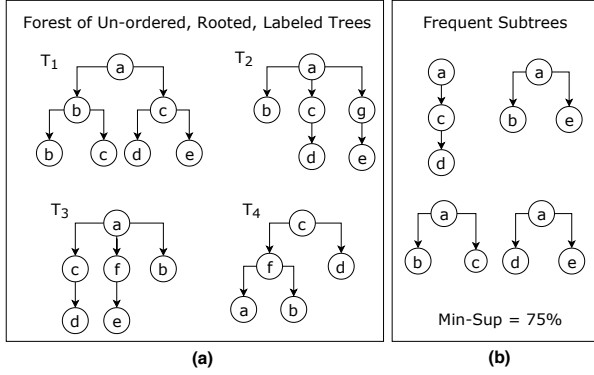 Forest of Un-ordered, Rooted, Labeled Trees
T1
a
b c
b c d e
T2
a
b c g
d e
T3
a
c f b
d e
T4
c
f d
a b
(a)
Frequent Subtrees
a
c
d
a
b e
a
b c
a
d e
Min-Sup = 75%
(b)